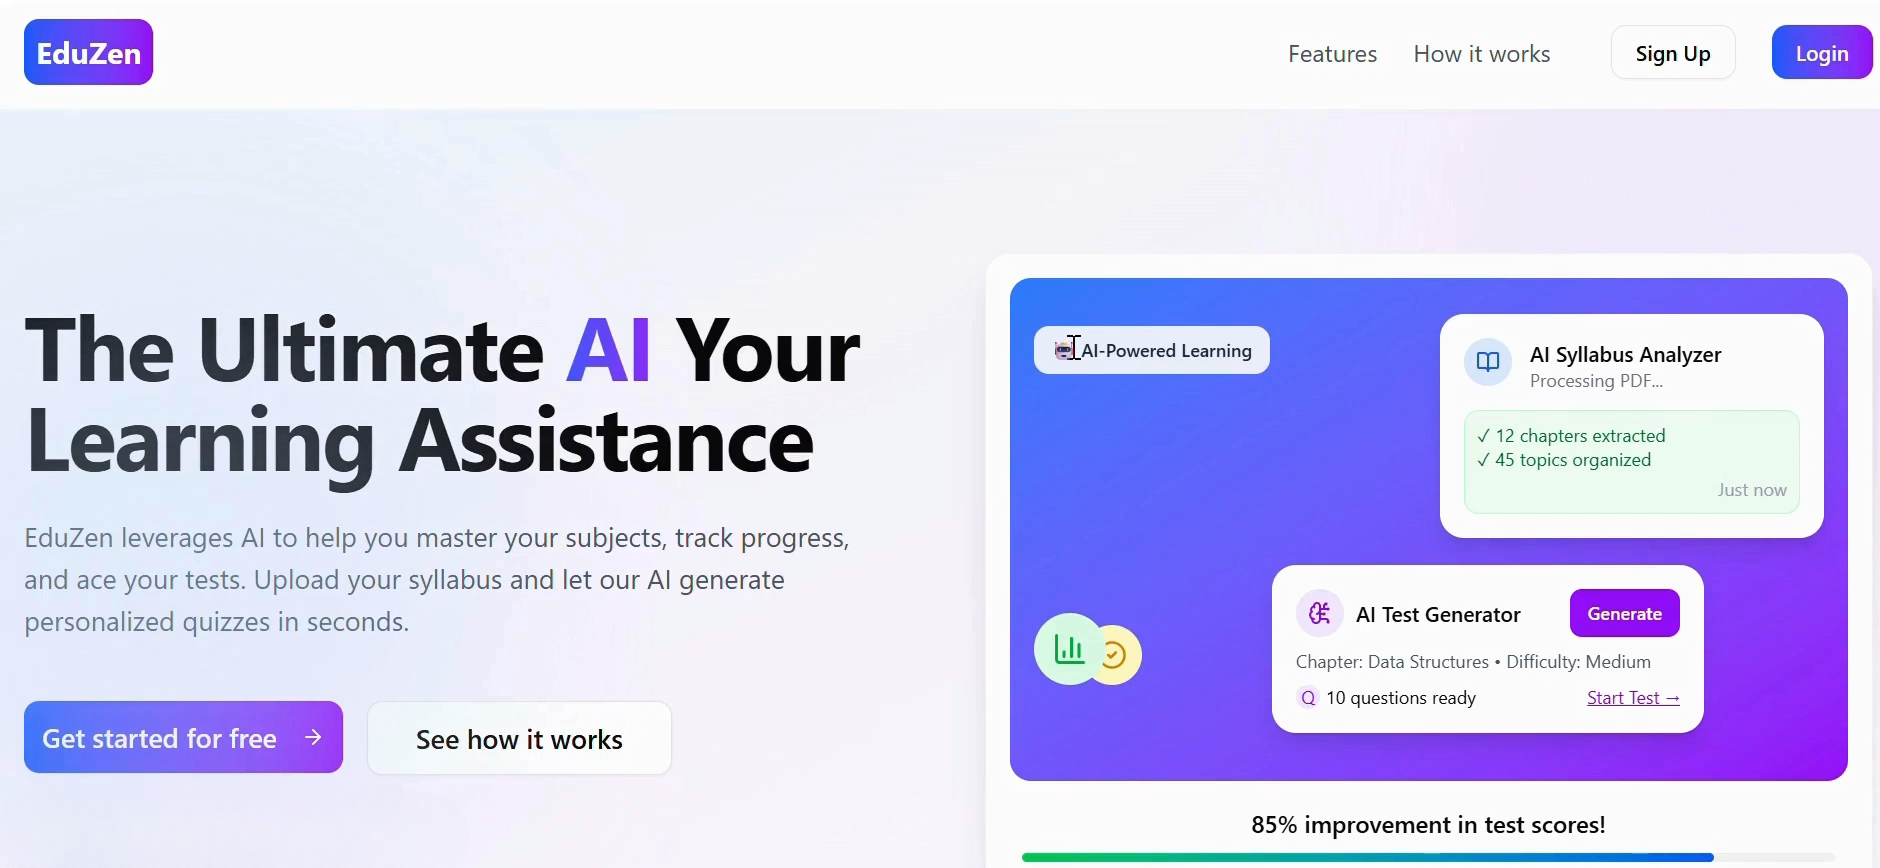 EduZen
Features
How it works
Sign Up
Login
The Ultimate AI Your
Learning Assistance
EduZen leverages AI to help you master your subjects, track progress,
and ace your tests. Upload your syllabus and let our AI generate
personalized quizzes in seconds.
Get started for free →
See how it works
AI-Powered Learning
AI Syllabus Analyzer
Processing PDF...
✓ 12 chapters extracted
✓ 45 topics organized
Just now
AI Test Generator
Generate
Chapter: Data Structures • Difficulty: Medium
Q 10 questions ready
Start Test →
85% improvement in test scores!